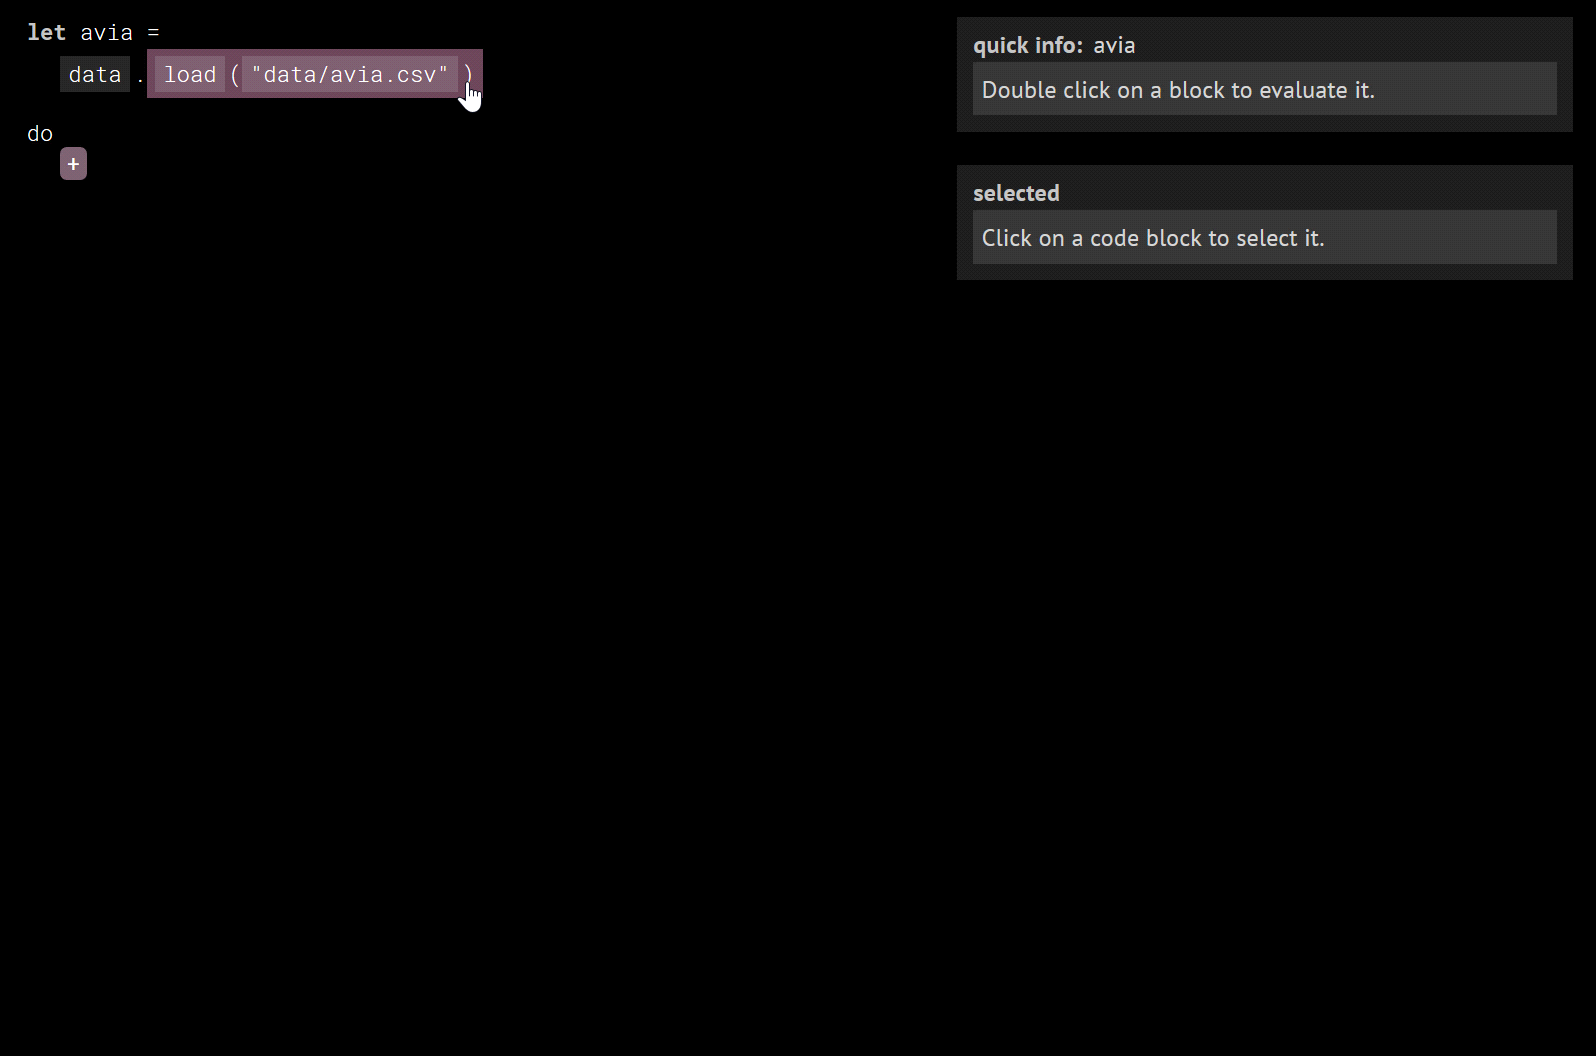 let avia =
data . load ( "data/avia.csv" )
do
+
quick info: avia
Double click on a block to evaluate it.
selected
Click on a code block to select it.